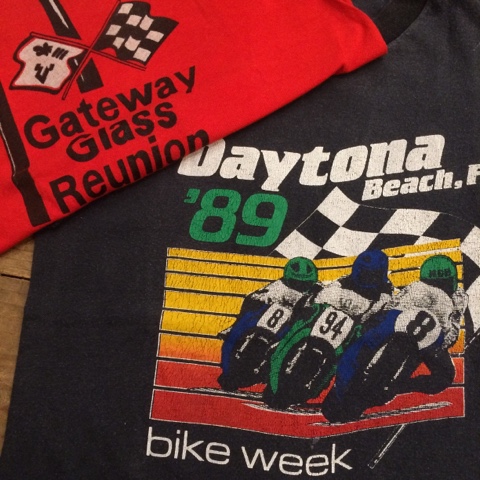 Gateway
Glass
Reunion
Daytona
Beach, F
'89
8
94
8
bike week